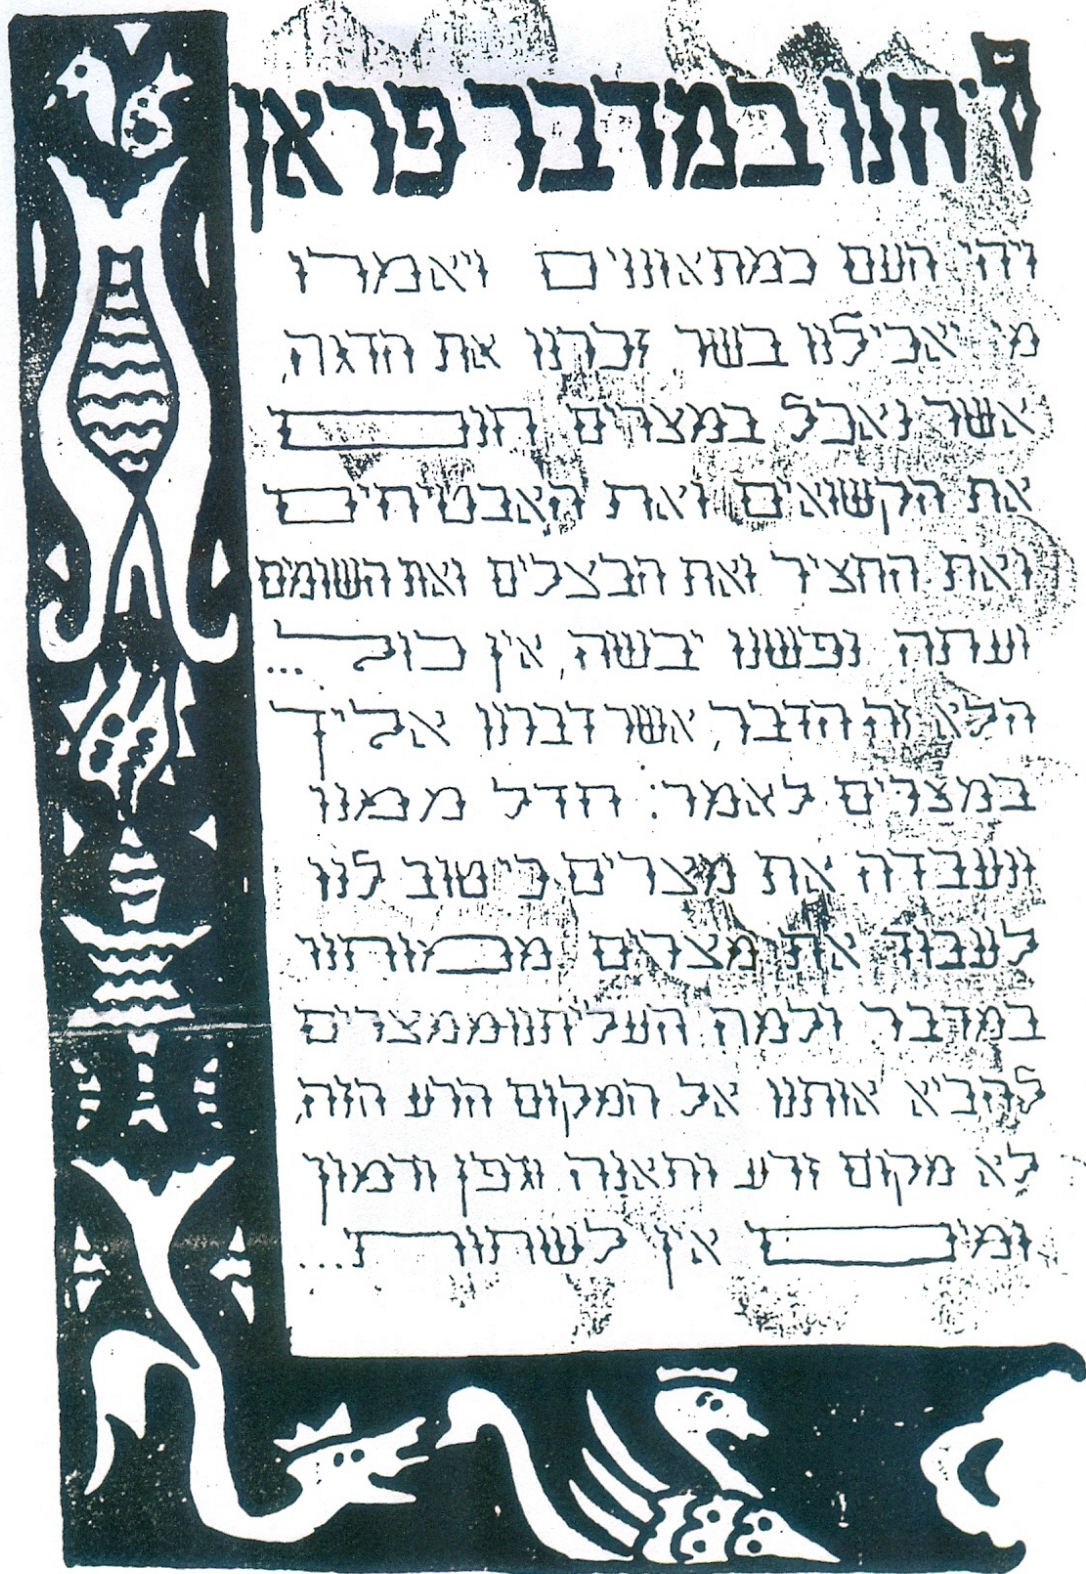 ויחנו במדבר פראן
ויהי העם כמתאוננים ויאמרו
מי יאכילנו בשר זכרנו את הדגה,
אשר נאכל במצרים חנם
את הקשואים ואת האבטיחים
ואת החציר ואת הבצלים ואת השומים
ועתה נפשנו יבשה, אין כול...
הלא זה הדבר, אשר דברנו אליך
במצרים לאמר: חדל ממנו
ונעבדה את מצרים כי טוב לנו
לעבוד את מצרים ממותנו
במדבר ולמה העליתנו ממצרים
להביא אותנו אל המקום הרע הזה,
לא מקום זרע ותאנה וגפן ורמון
ומים אין לשתות...